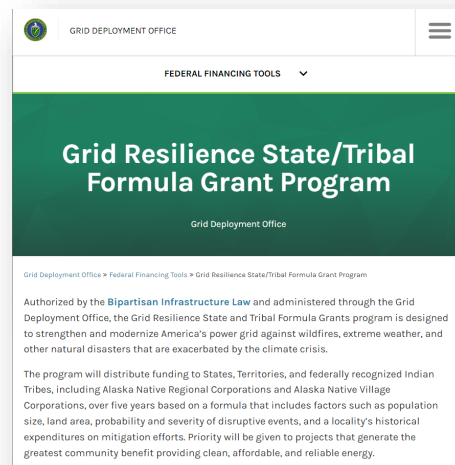 GRID DEPLOYMENT OFFICE
FEDERAL FINANCING TOOLS
Grid Resilience State/Tribal
Formula Grant Program
Grid Deployment Office
Grid Deployment Office » Federal Financing Tools » Grid Resilience State/Tribal Formula Grant Program
Authorized by the Bipartisan Infrastructure Law and administered through the Grid
Deployment Office, the Grid Resilience State and Tribal Formula Grants program is designed
to strengthen and modernize America's power grid against wildfires, extreme weather, and
other natural disasters that are exacerbated by the climate crisis.
The program will distribute funding to States, Territories, and federally recognized Indian
Tribes, including Alaska Native Regional Corporations and Alaska Native Village
Corporations, over five years based on a formula that includes factors such as population
size, land area, probability and severity of disruptive events, and a locality's historical
expenditures on mitigation efforts. Priority will be given to projects that generate the
greatest community benefit providing clean, affordable, and reliable energy.